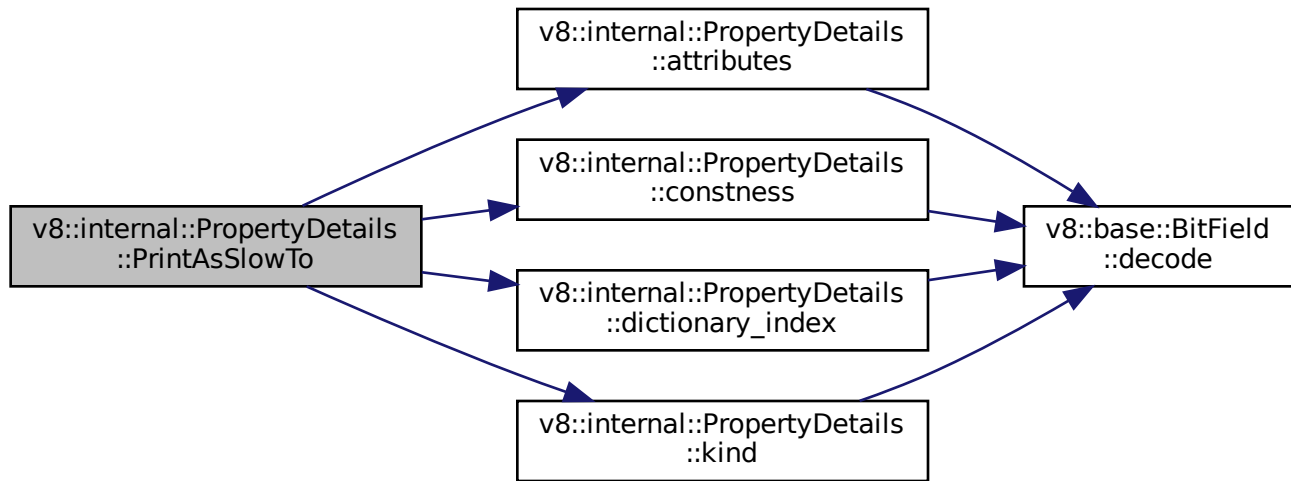 v8::internal::PropertyDetails
::PrintAsSlowTo
v8::internal::PropertyDetails
::attributes
v8::internal::PropertyDetails
::constness
v8::internal::PropertyDetails
::dictionary_index
v8::internal::PropertyDetails
::kind
v8::base::BitField
::decode